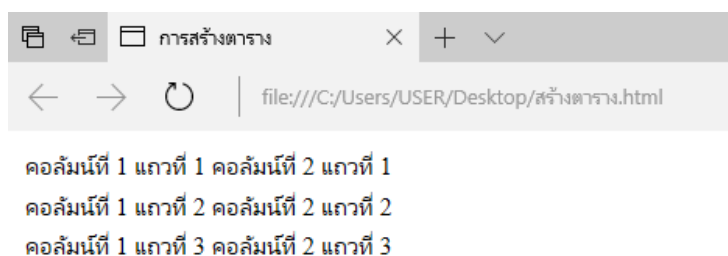 การสร้างตาราง
file:///C:/Users/USER/Desktop/สร้างตาราง.html
คอลัมน์ที่ 1 แถวที่ 1 คอลัมน์ที่ 2 แถวที่ 1
คอลัมน์ที่ 1 แถวที่ 2 คอลัมน์ที่ 2 แถวที่ 2
คอลัมน์ที่ 1 แถวที่ 3 คอลัมน์ที่ 2 แถวที่ 3